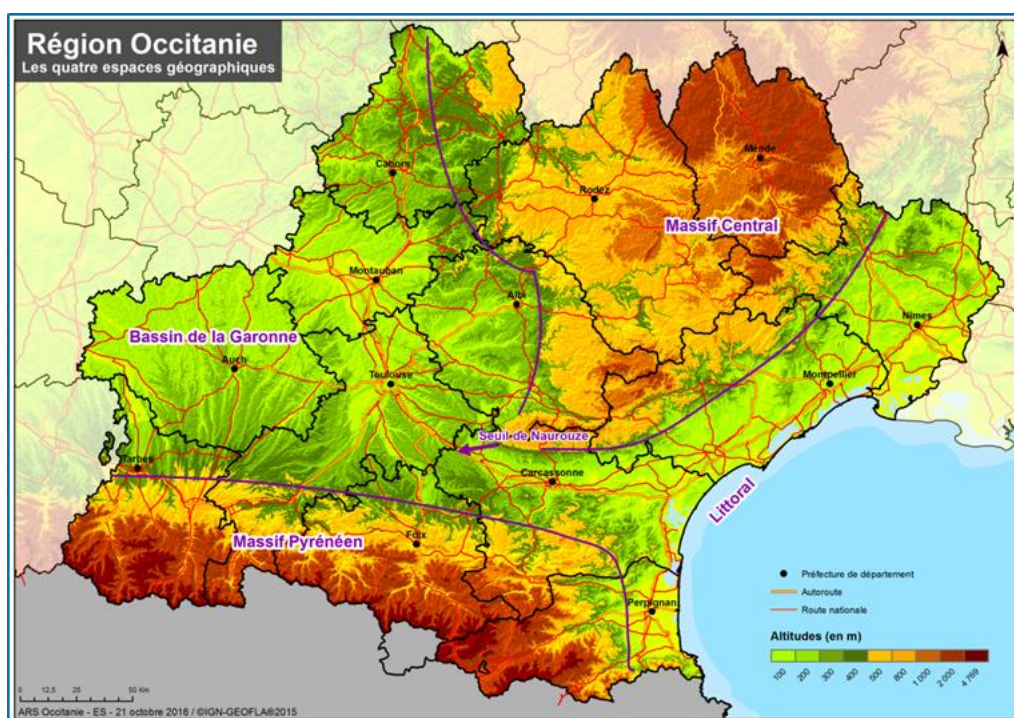 Région Occitanie
Les quatre espaces géographiques
Cahors
Mende
Rodez
Massif Central
Montauban
Albi
Nîmes
Bassin de la Garonne
Auch
Toulouse
Montpellier
Seuil de Naurouze
Tarbes
Carcassonne
Littoral
Massif Pyrénéen
Foix
Perpignan
Préfecture de département
Autoroute
Route nationale
Altitudes (en m)
100 200 300 400 500 800 1 000 2 000 4 769
0 12,5 25 50 Km
ARS Occitanie - ES - 21 octobre 2016 / ©IGN-GEOFLA®2015